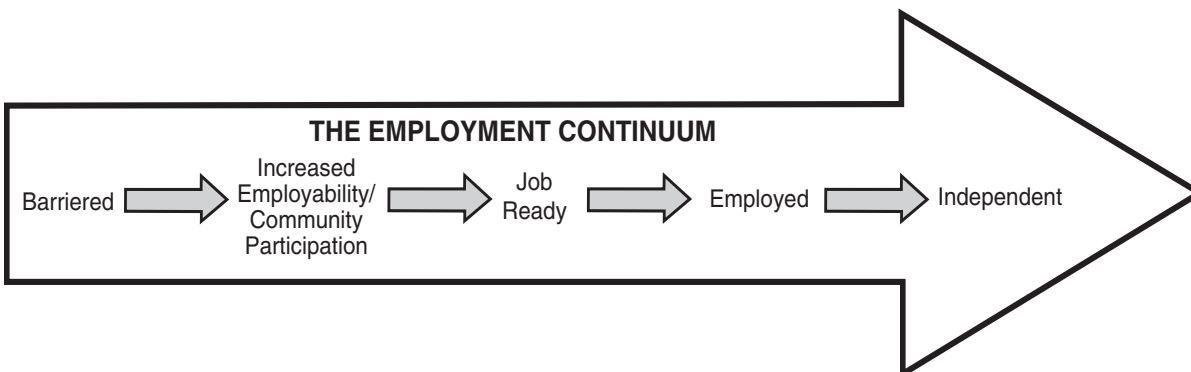 THE EMPLOYMENT CONTINUUM
Barriered
Increased
Employability/
Community
Participation
Job
Ready
Employed
Independent